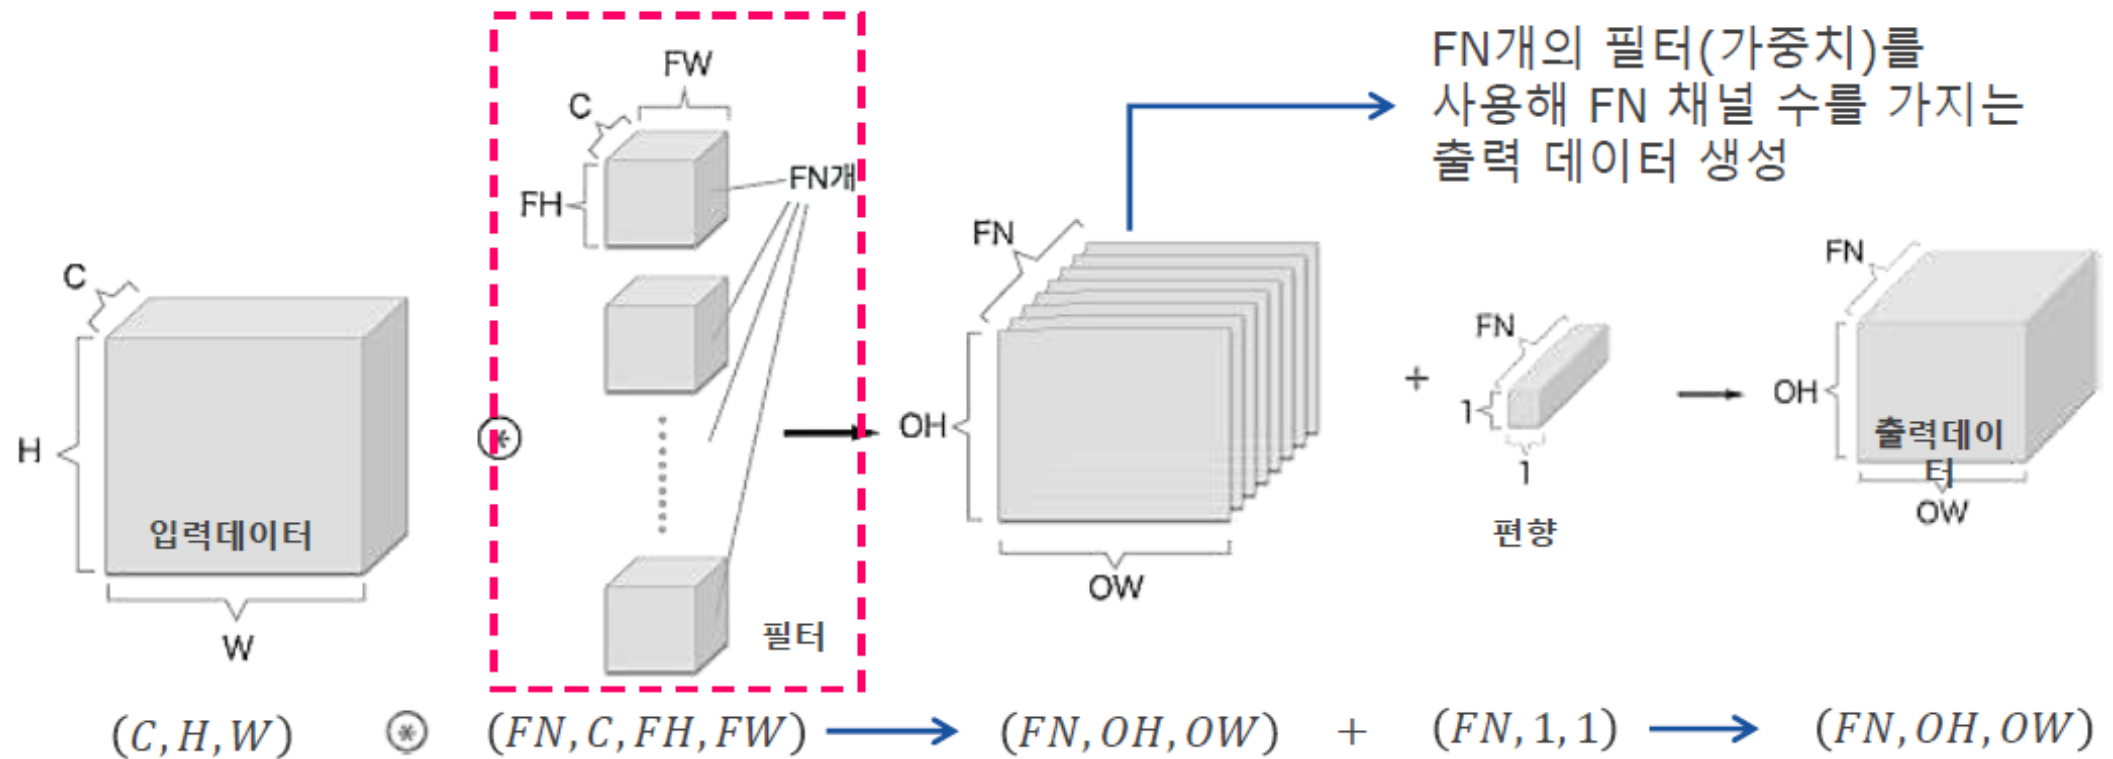 FN개의 필터(가중치)를
사용해 FN 채널 수를 가지는
출력 데이터 생성
FW
C
FH
FN개
필터
C
H
W
입력데이터
⊛
FN
OH
OW
+
FN
1
1
편향
FN
OH
OW
출력데이
터
(C, H, W) ⊛ (FN, C, FH, FW) → (FN, OH, OW) + (FN, 1, 1) → (FN, OH, OW)